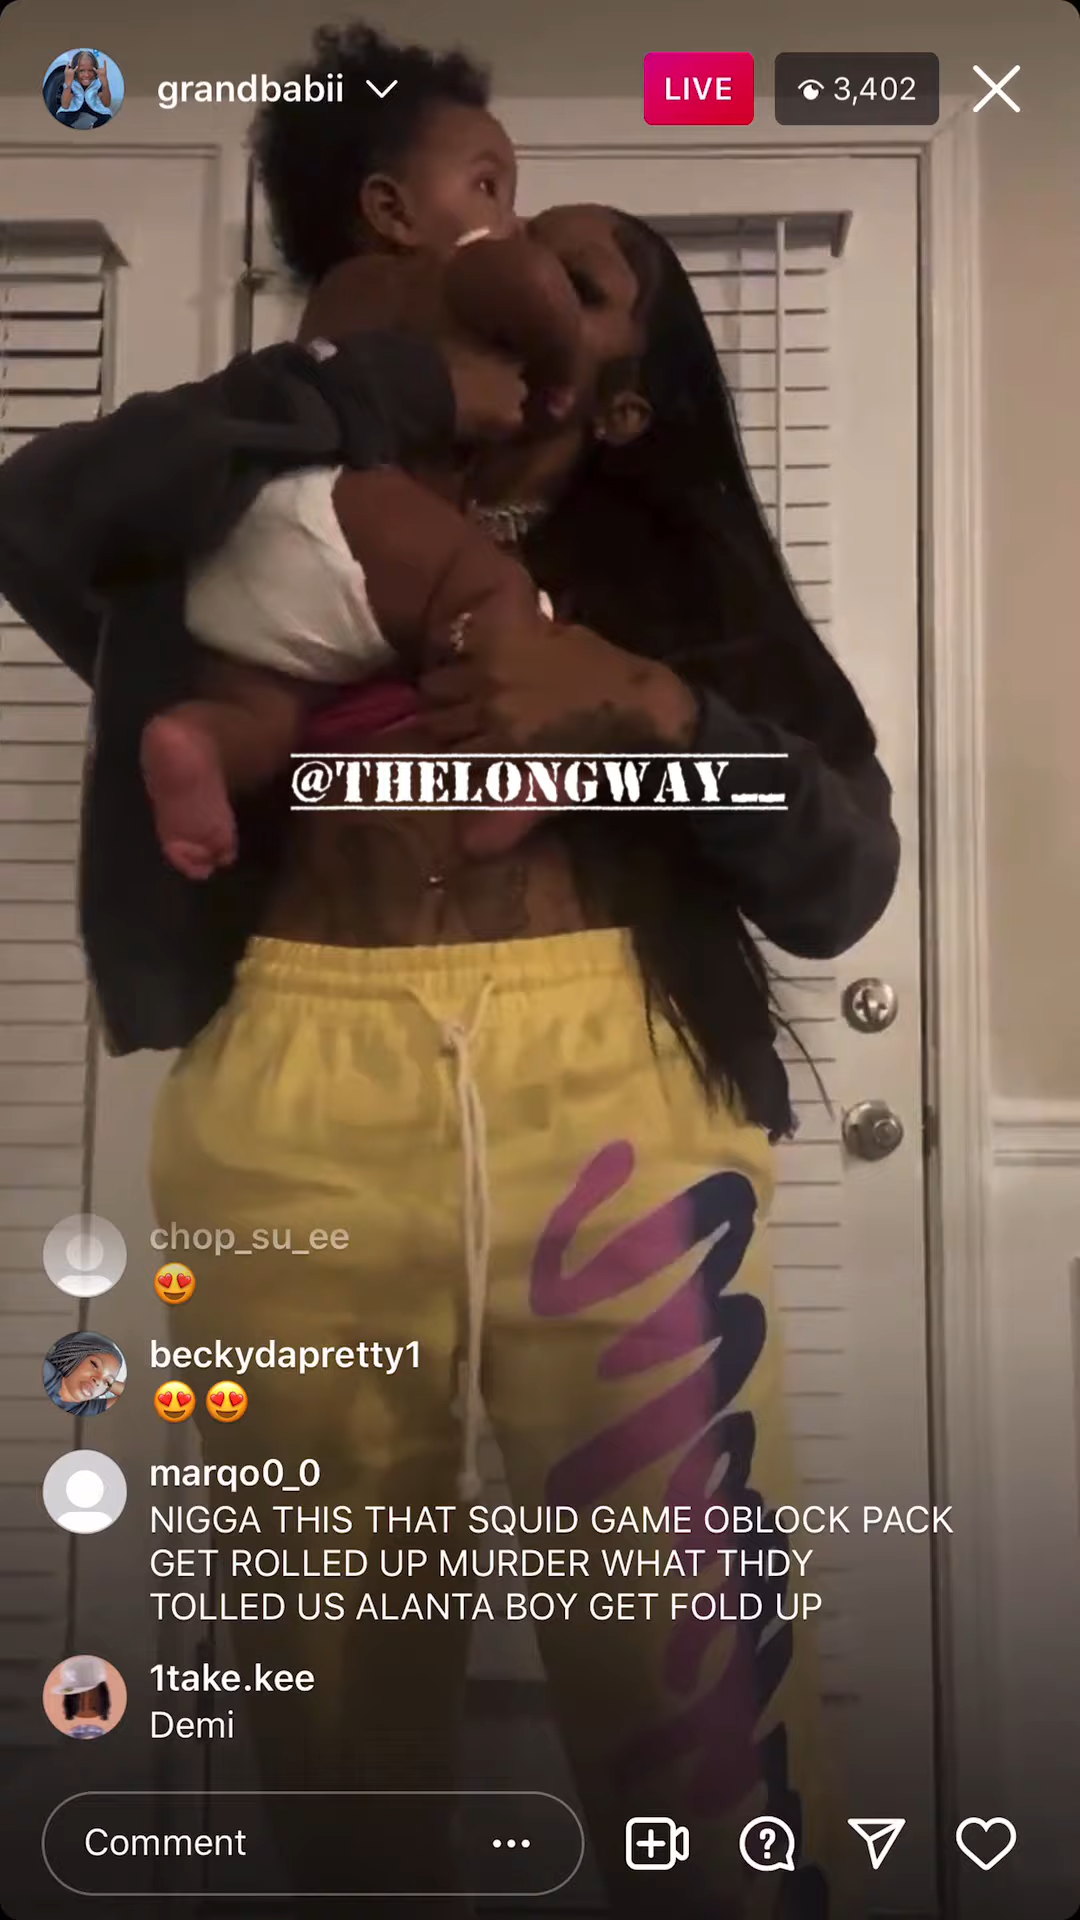 grandbabii
LIVE
3,402
@THELONGWAY__
chop_su_ee
😍
beckydapretty1
😍😍
marqo0_0
NIGGA THIS THAT SQUID GAME OBLOCK PACK
GET ROLLED UP MURDER WHAT THDY
TOLLED US ALANTA BOY GET FOLD UP
1take.kee
Demi
Comment